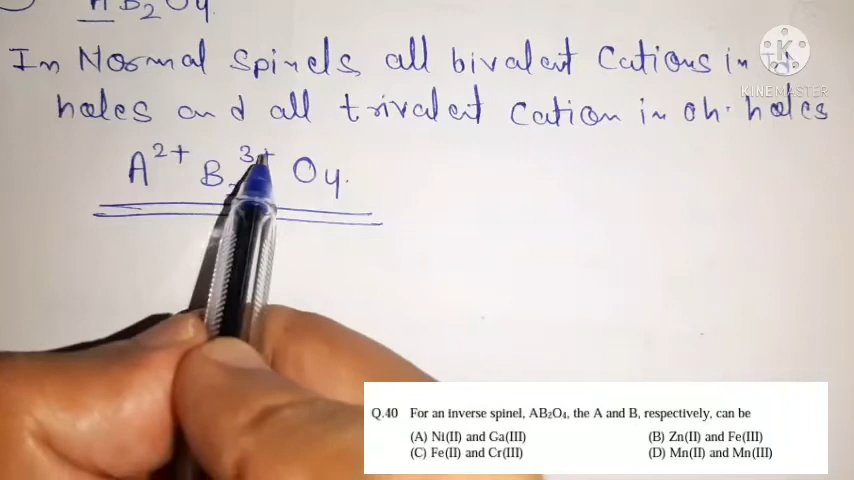 AB2O4
In Normal Spinels all bivalent Cations in
holes and all trivalent Cation in Oh. holes
A2+ B 3+ O4.
KINEMASTER
Q.40 For an inverse spinel, AB2O4, the A and B, respectively, can be
(A) Ni(II) and Ga(III) (B) Zn(II) and Fe(III)
(C) Fe(II) and Cr(III) (D) Mn(II) and Mn(III)